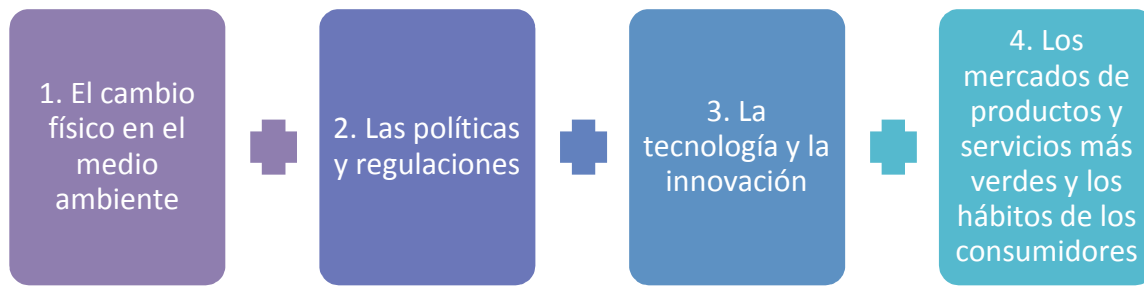 1. El cambio
físico en el
medio
ambiente
2. Las políticas
y regulaciones
3. La
tecnología y la
innovación
4. Los
mercados de
productos y
servicios más
verdes y los
hábitos de los
consumidores